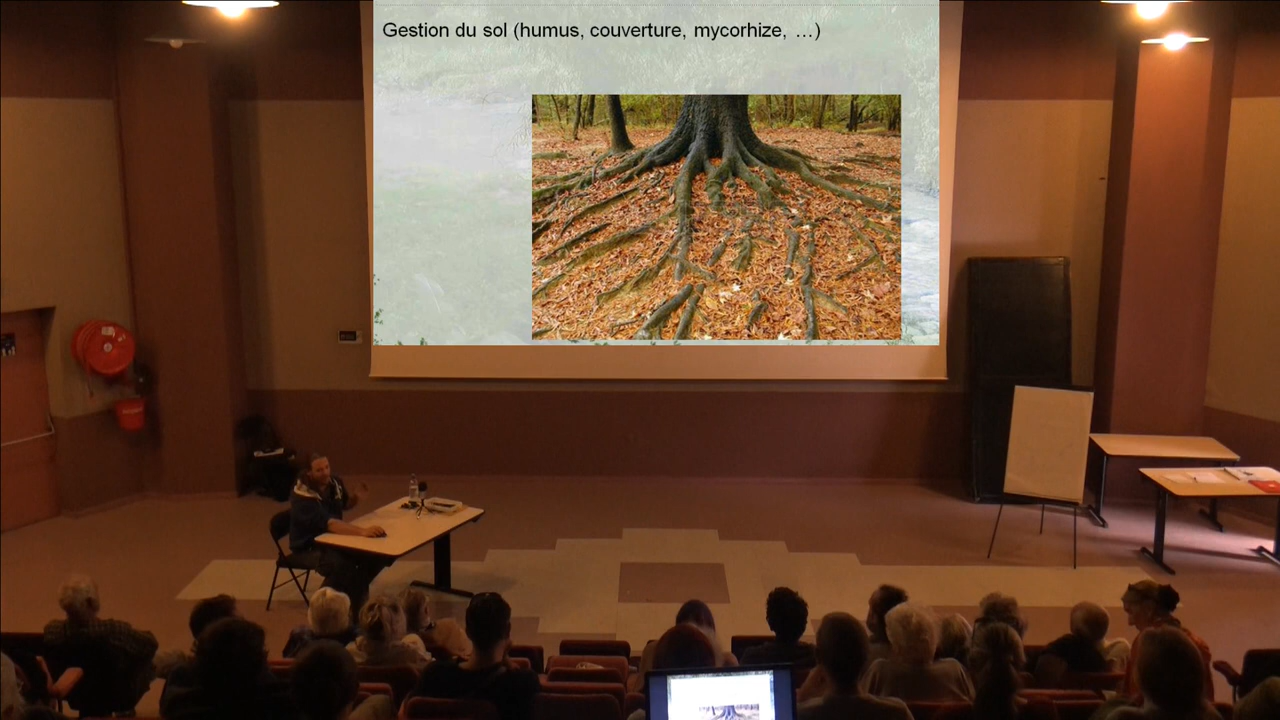 Gestion du sol (humus, couverture, mycorhize, …)